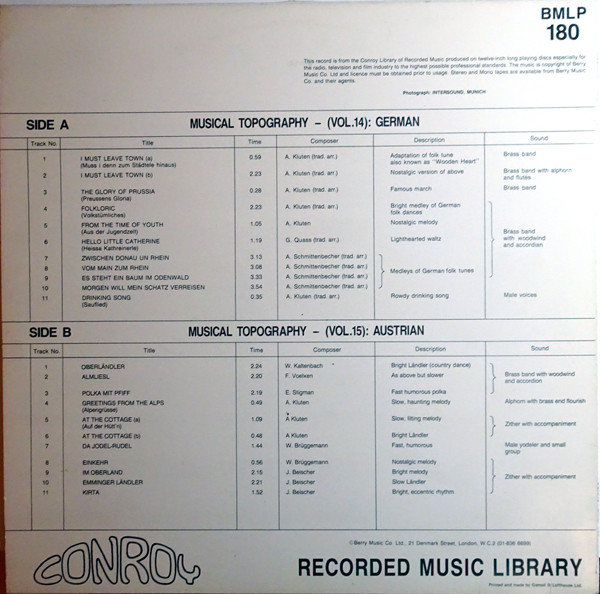 BMLP
180
This record is from the Conroy Library of Recorded Music produced on twelve-inch long playing discs especially for
the radio, television and film industry to the highest possible professional standards. The music is copyright of Berry
Music Co. Ltd and licence must be obtained prior to usage. Stereo and Mono tapes are available from Berry Music
Co. and their agents.
Photograph: INTERSOUND, MUNICH
SIDE A MUSICAL TOPOGRAPHY – (VOL.14): GERMAN
Track No. Title Time Composer Description Sound
1 I MUST LEAVE TOWN (a) 0.59 A. Kluten (trad. arr.) Adaptation of folk tune Brass band
(Muss i denn zum Städtele hinaus) also known as "Wooden Heart"
2 I MUST LEAVE TOWN (b) 2.23 A. Kluten (trad. arr.) Nostalgic version of above Brass band with alphorn
and flutes
3 THE GLORY OF PRUSSIA 0.28 A. Kluten (trad. arr.) Famous march Brass band
(Preussens Gloria)
4 FOLKLORIC 2.23 A. Kluten (trad. arr.) Bright medley of German
(Volkstümliches) folk dances
5 FROM THE TIME OF YOUTH 1.05 A. Kluten Nostalgic melody
(Aus der Jugendzeit)
6 HELLO LITTLE CATHERINE 1.19 G. Quass (trad. arr.) Lighthearted waltz
(Heissa Kathreinerle)
Brass band
with woodwind
and accordian
7 ZWISCHEN DONAU UN RHEIN 3.13 A. Schmittenbecher (trad. arr.)
8 VOM MAIN ZUM RHEIN 3.08 A. Schmittenbecher (trad. arr.)
Medleys of German folk tunes
9 ES STEHT EIN BAUM IM ODENWALD 3.33 A. Schmittenbecher (trad. arr.)
10 MORGEN WILL MEIN SCHATZ VERREISEN 3.54 A. Schmittenbecher (trad. arr.)
11 DRINKING SONG 0.35 A. Kluten (trad. arr.) Rowdy drinking song Male voices
(Sauflied)
SIDE B MUSICAL TOPOGRAPHY – (VOL.15): AUSTRIAN
Track No. Title Time Composer Description Sound
1 OBERLÄNDLER 2.24 W. Kaltenbach Bright Ländler (country dance)
2 ALMLIESL 2.20 F. Voelxen As above but slower
Brass band with woodwind
and accordion
3 POLKA MIT PFIFF 2.19 E. Stigman Fast humorous polka
4 GREETINGS FROM THE ALPS 0.49 A. Kluten Slow, haunting melody Alphorn with brass end flourish
(Alpengrüsse)
5 AT THE COTTAGE (a) 1.09 A Kluten Slow, lilting melody
(Auf der Hütt'n)
Zither with accompaniment
6 AT THE COTTAGE (b) 0.48 A Kluten Bright Ländler
7 DA JODEL-RUDEL 1.44 W. Brüggemann Fast, humorous Male yodeler and small
group
8 EINKEHR 0.56 W. Brüggemann Nostalgic melody
9 IM OBERLAND 2.15 J. Beischer Bright melody
Zither with accompaniment
10 EMMINGER LÄNDLER 2.21 J. Beischer Slow Ländler
11 KIRTA 1.52 J. Beischer Bright, eccentric rhythm
©Berry Music Co. Ltd., 21 Denmark Street, London, W.C.2
CONROY
RECORDED MUSIC LIBRARY
Printed and made by